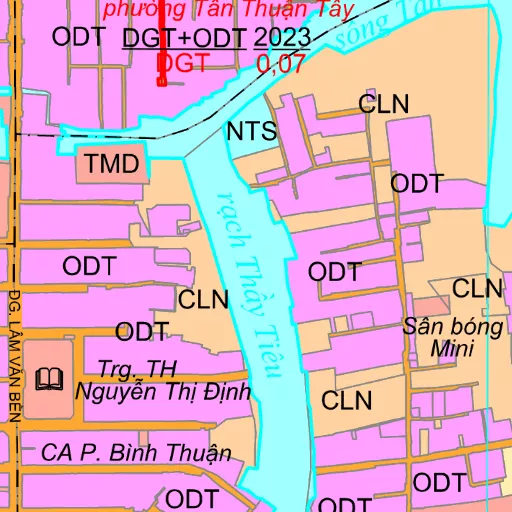 phường Tân Thuận Tây
ODT
DGT+ODT 2023
DGT 0,07
sông Tân
CLN
NTS
TMD
ODT
rạch Thầy Tiêu
ODT
ODT
CLN
CLN
ĐG. LÂM VĂN BỀN
ODT
Sân bóng
Mini
Trg. TH
Nguyễn Thị Định
CLN
CA P. Bình Thuận
ODT
ODT
ODT